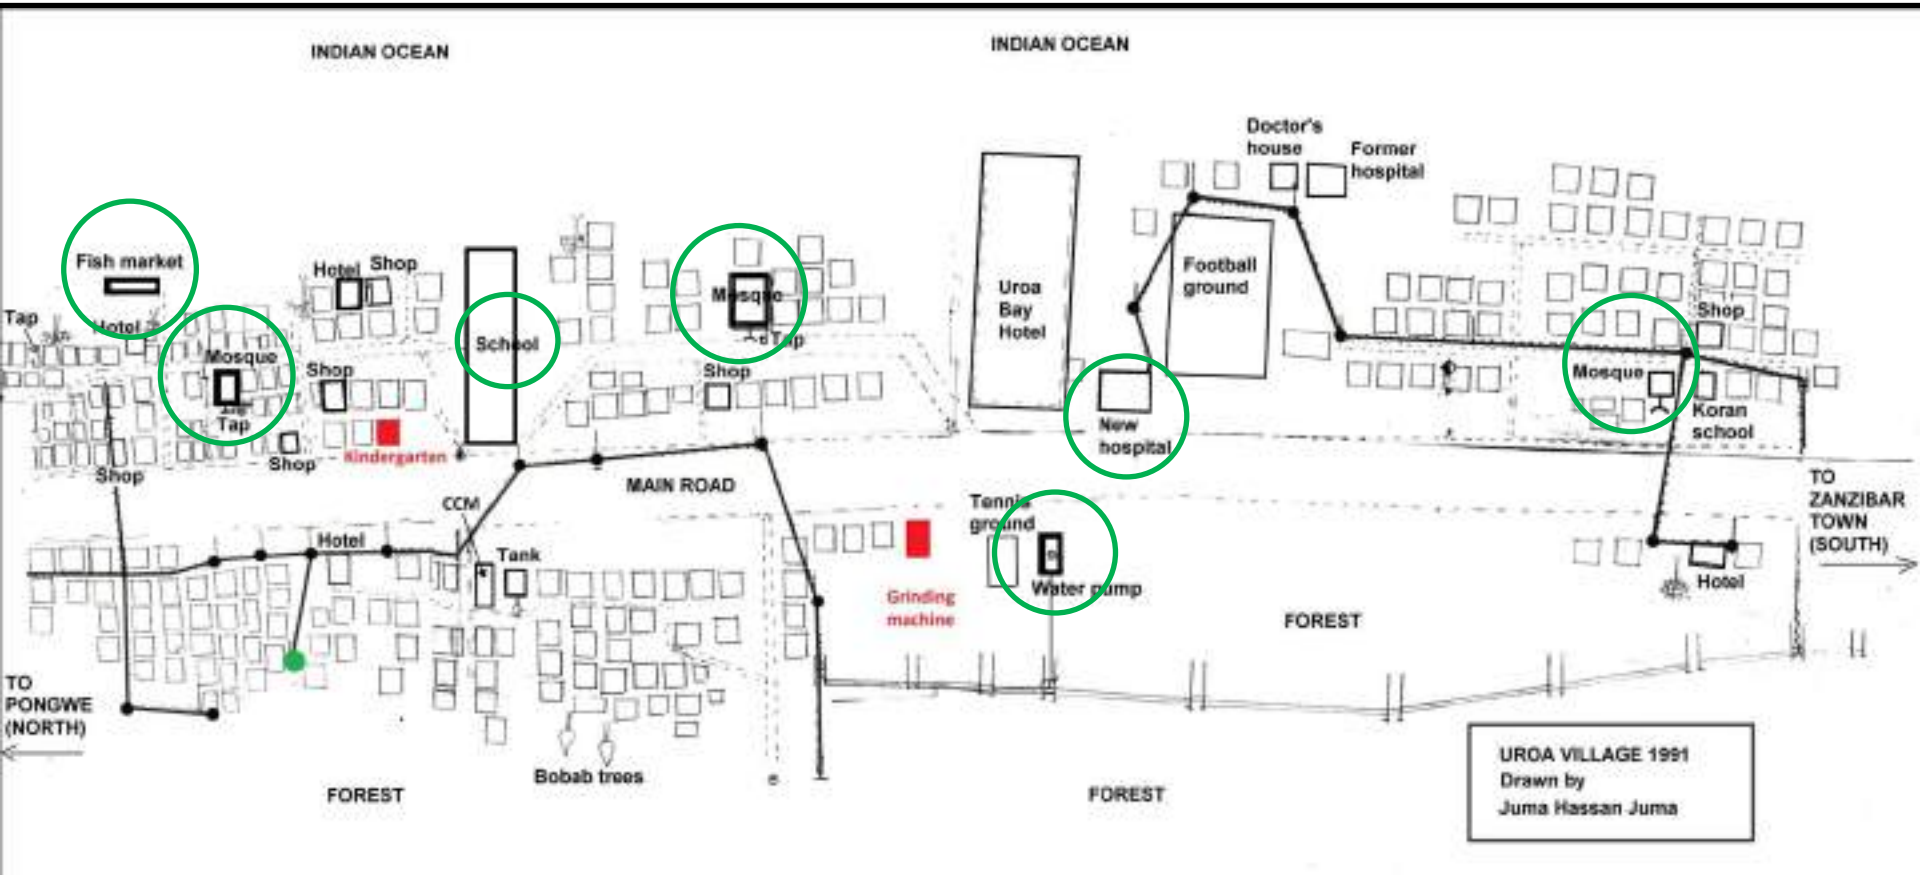 INDIAN OCEAN
INDIAN OCEAN
Doctor's
house
Former
hospital
Fish market
Hotel
Shop
Football
ground
Tap
Hotel
Mosque
Uroa
Bay
Hotel
Shop
School
Tap
Mosque
Shop
Shop
Mosque
Tap
Koran
school
New
hospital
Kindergarten
Shop
Shop
MAIN ROAD
CCM
Tennis
ground
TO
ZANZIBAR
TOWN
(SOUTH)
Hotel
Tank
Water pump
Hotel
Grinding
machine
FOREST
TO
PONGWE
(NORTH)
Bobab trees
FOREST
FOREST
UROA VILLAGE 1991
Drawn by
Juma Hassan Juma